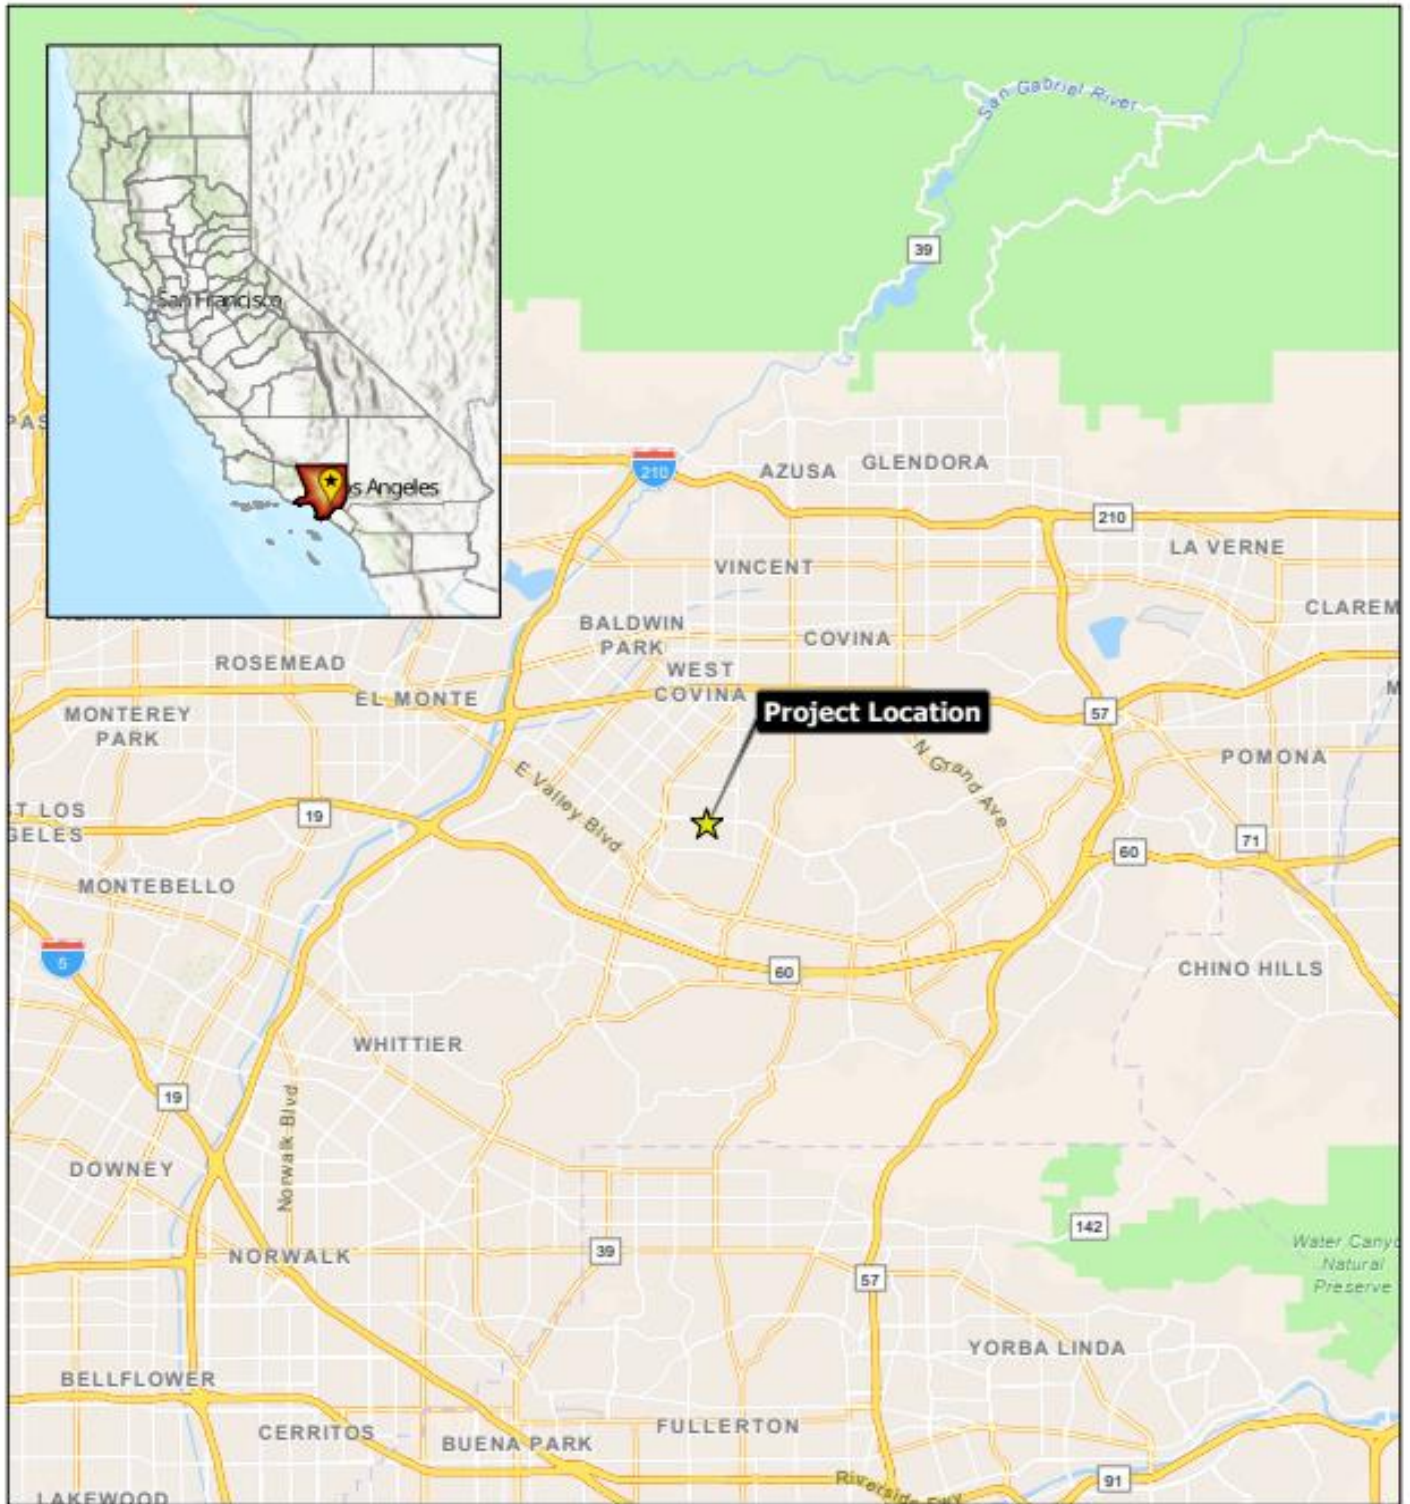 San Gabriel River
39
San Francisco
os Angeles
PAS
210
AZUSA
GLENDORA
210
LA VERNE
VINCENT
CLAREM
BALDWIN
PARK
COVINA
ROSEMEAD
WEST
COVINA
EL MONTE
MONTEREY
PARK
Project Location
57
N Grand Ave
POMONA
E Valley Blvd
ST LOS
GELES
19
71
60
MONTEBELLO
5
60
CHINO HILLS
WHITTIER
19
Norwalk Blvd
DOWNEY
142
39
NORWALK
Water Canyo
Natural
Preserve
57
YORBA LINDA
BELLFLOWER
CERRITOS
FULLERTON
BUENA PARK
91
Riverside Fwy
LAKEWOOD